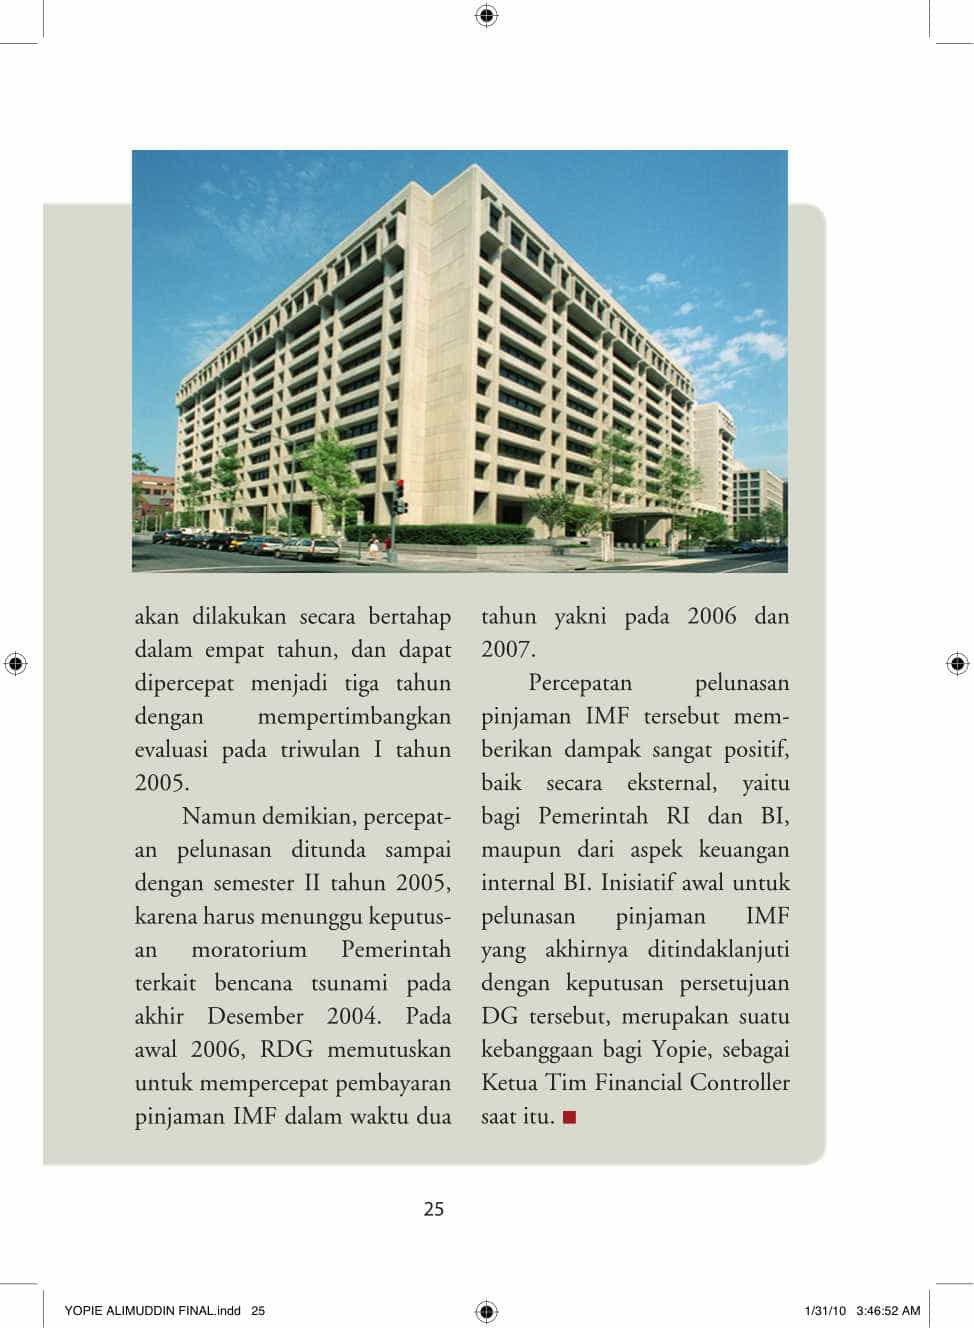 akan dilakukan secara bertahap
dalam empat tahun, dan dapat
dipercepat menjadi tiga tahun
dengan mempertimbangkan
evaluasi pada triwulan I tahun
2005.
Namun demikian, percepat-
an pelunasan ditunda sampai
dengan semester II tahun 2005,
karena harus menunggu keputus-
an moratorium Pemerintah
terkait bencana tsunami pada
akhir Desember 2004. Pada
awal 2006, RDG memutuskan
untuk mempercepat pembayaran
pinjaman IMF dalam waktu dua
tahun yakni pada 2006 dan
2007.
Percepatan pelunasan
pinjaman IMF tersebut mem-
berikan dampak sangat positif,
baik secara eksternal, yaitu
bagi Pemerintah RI dan BI,
maupun dari aspek keuangan
internal BI. Inisiatif awal untuk
pelunasan pinjaman IMF
yang akhirnya ditindaklanjuti
dengan keputusan persetujuan
DG tersebut, merupakan suatu
kebanggaan bagi Yopie, sebagai
Ketua Tim Financial Controller
saat itu.
25
YOPIE ALIMUDDIN FINAL.indd 25
1/31/10 3:46:52 AM